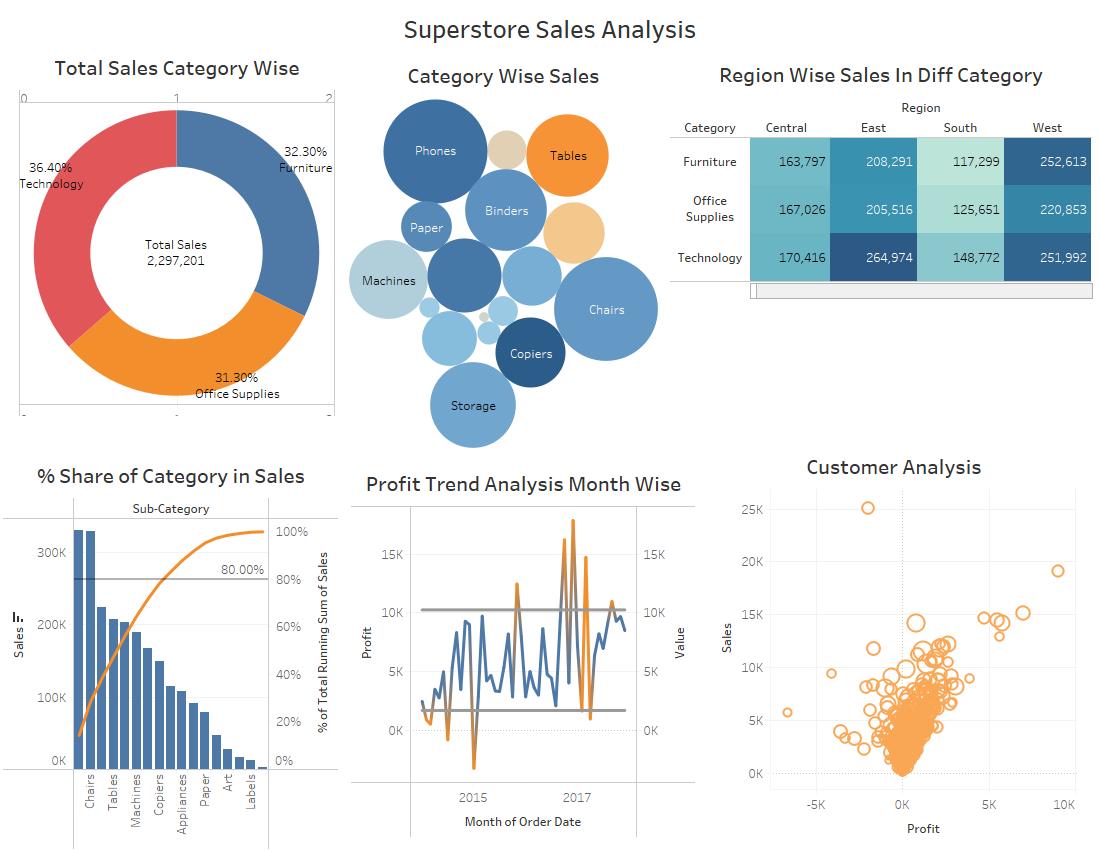 Superstore Sales Analysis
Total Sales Category Wise
0 1 2
36.40%
Technology
32.30%
Furniture
Total Sales
2,297,201
31.30%
Office Supplies
Category Wise Sales
Phones
Tables
Binders
Paper
Machines
Chairs
Copiers
Storage
Region Wise Sales In Diff Category
Region
Category Central East South West
Furniture 163,797 208,291 117,299 252,613
Office
Supplies 167,026 205,516 125,651 220,853
Technology 170,416 264,974 148,772 251,992
% Share of Category in Sales
Sub-Category
300K
200K
100K
0K
Sales
80.00%
100%
80%
60%
40%
20%
0%
% of Total Running Sum of Sales
Chairs
Tables
Machines
Copiers
Appliances
Paper
Art
Labels
Profit Trend Analysis Month Wise
15K
10K
5K
0K
Profit
15K
10K
5K
0K
Value
2015 2017
Month of Order Date
Customer Analysis
25K
20K
15K
10K
5K
0K
Sales
-5K 0K 5K 10K
Profit